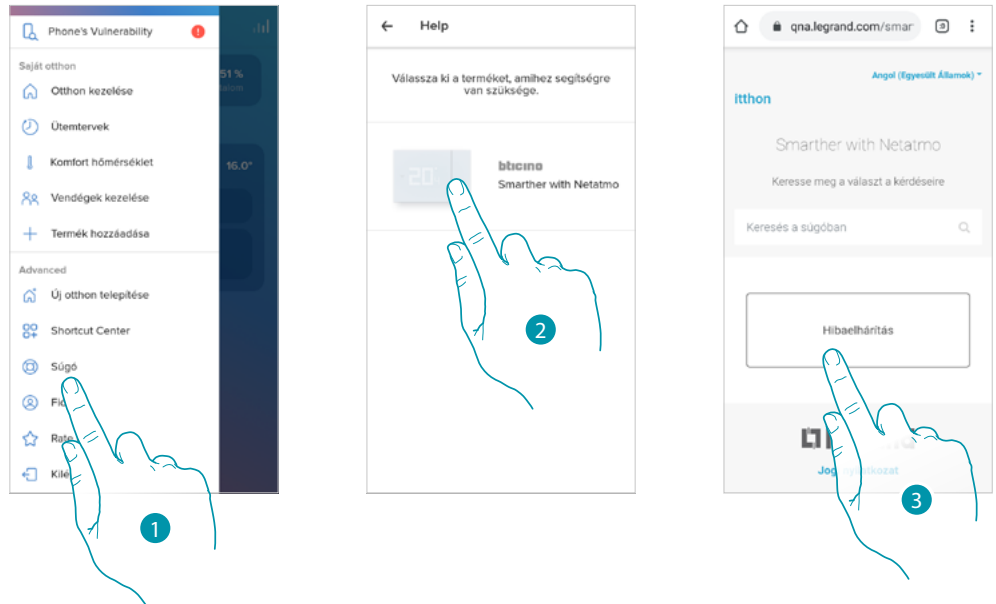 Phone's Vulnerability
Saját otthon
Otthon kezelése
Ütemtervek
Komfort hőmérséklet
Vendégek kezelése
Termék hozzáadása
Advanced
Új otthon telepítése
Shortcut Center
Súgó
Rate
51 %
16.0°
1
Help
Válassza ki a terméket, amihez segítségre
van szüksége.
20
bticino
Smarther with Netatmo
2
qna.legrand.com/smar
Angol (Egyesült Államok)
itthon
Smarther with Netatmo
Keresse meg a választ a kérdéseire
Keresés a súgóban
Hibaelhárítás
3